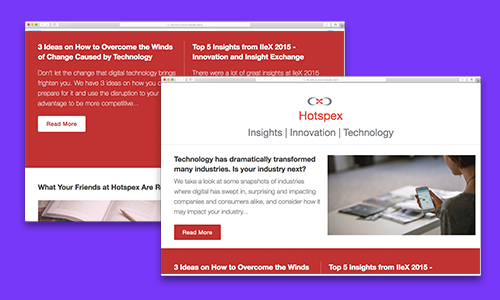 3 Ideas on How to Overcome the Winds
of Change Caused by Technology
Don't let the change that digital technology brings
frighten you. We have 3 Ideas on how you c
prepare for it and use the disruption to your
advantage to be more competitive...
Read More
Top 5 Insights from IIeX 2015 -
Innovation and Insight Exchange
There were a lot of great insights at IIeX 2015
What Your Friends at Hotspex Are Re
Hotspex
Insights | Innovation | Technology
Technology has dramatically transformed
many industries. Is your industry next?
We take a look at some snapshots of industries
where digital has swept in, surprising and impacting
companies and consumers alike, and consider how it
may impact your industry...
Read More
3 Ideas on How to Overcome the Winds
Top 5 Insights from IIeX 2015 -